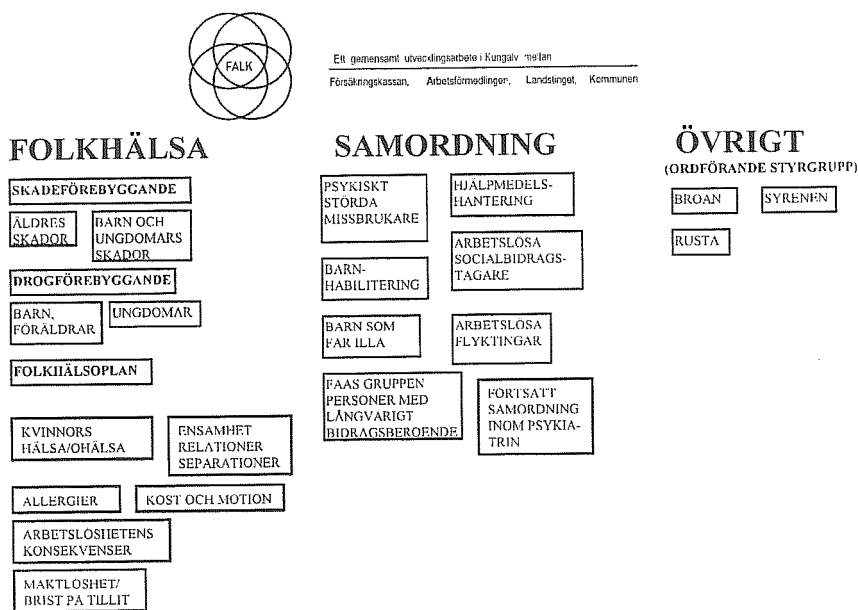 FALK
Ett gemensamt utvecklingsarbete i Kungälv mellan
Försäkringskassan, Arbetsförmedlingen, Landstinget, Kommunen
FOLKHÄLSA
SKADEFÖREBYGGANDE
ÄLDRES
SKADOR
BARN OCH
UNGDOMARS
SKADOR
DROGFÖREBYGGANDE
BARN,
FÖRÄLDRAR
UNGDOMAR
FOLKHÄLSOPLAN
KVINNORS
HÄLSA/OHÄLSA
ENSAMHET
RELATIONER
SEPARATIONER
ALLERGIER
KOST OCH MOTION
ARBETSLÖSHETENS
KONSEKVENSER
MAKTLÖSHET/
BRIST PÅ TILLIT
SAMORDNING
PSYKISKT
STÖRDA
MISSBRUKARE
HJÄLPMEDELS-
HANTERING
BARN-
HABILITERING
ARBETSLÖSA
SOCIALBIDRAGS-
TAGARE
BARN SOM
FAR ILLA
ARBETSLÖSA
FLYKTINGAR
FAAS GRUPPEN
PERSONER MED
LÅNGVARIGT
BIDRAGSBEROENDE
FORTSATT
SAMORDNING
INOM PSYKIA-
TRIN
ÖVRIGT
(ORDFÖRANDE STYRGRUPP)
BROAN
SYRENEN
RUSTA